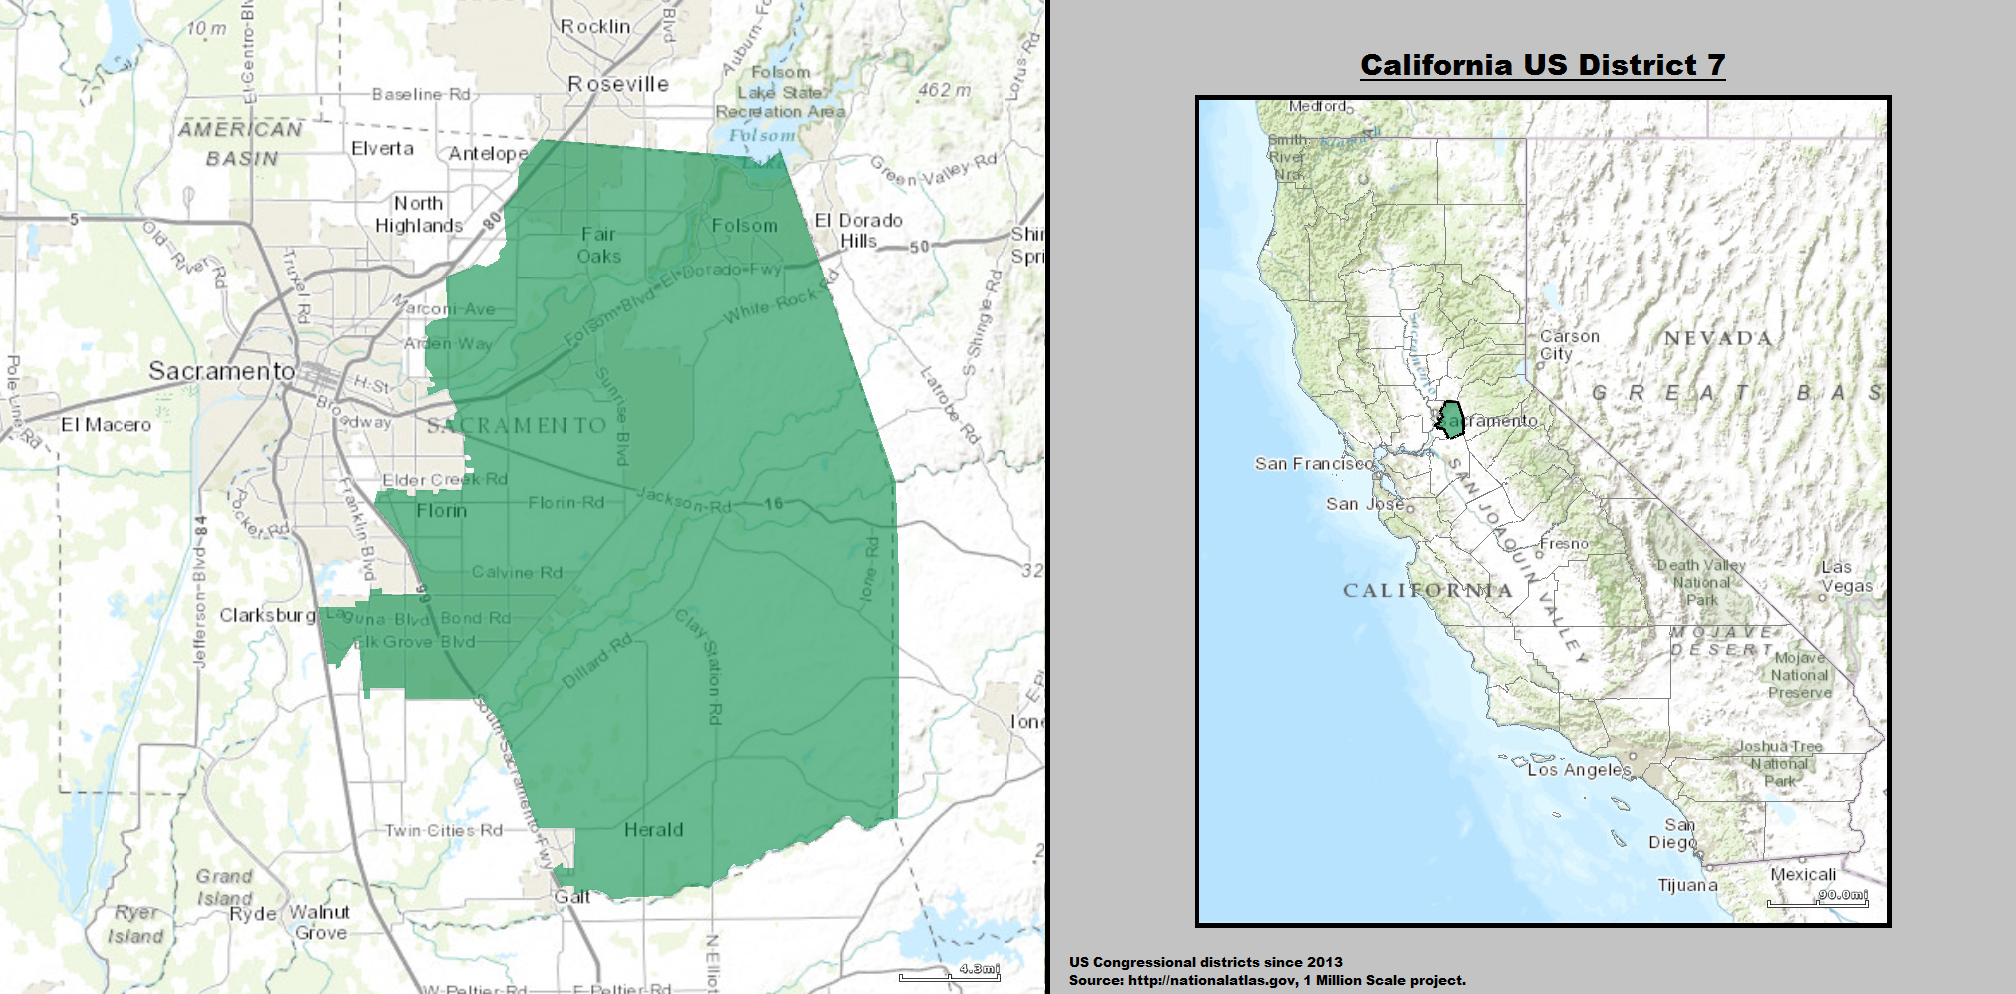 Rocklin
Blvd
Auburn-Fo
Lotus-Rd
10 m
El-Centro-Blv
Roseville
Folsom
Lake State
Recreation Area
462 m
Baseline Rd
AMERICAN
BASIN
Elverta
Antelope
Folsom
Lake
Green-Valley-Rd
North
Highlands
80
5
Old-River-Rd
Truxel Rd
Fair
Oaks
Folsom
El Dorado
Hills
50
Shin
Spri
Folsom-Blvd-El-Dorado-Fwy
White-Rock-Rd
S-Shingle-Rd
Marconi-Ave
Arden-Way
Sacramento
H-St
Broadway
Pole-Line-Rd
El Macero
SACRAMENTO
Sunrise-Blvd
Latrobe-Rd
Elder Creek-Rd
Florin
Florin-Rd
Jackson-Rd
16
Franklin-Blvd
Pocket-Rd
84
Jefferson-Blvd
Calvine Rd
Ione-Rd
32
99
Clarksburg
Laguna-Blvd
Bond-Rd
Elk Grove-Blvd
Dillard-Rd
Clay-Station-Rd
South-Sacramento-Fwy
Ione
Twin-Cities-Rd
Herald
Grand
Island
Ryer
Island
Ryde
Walnut
Grove
Galt
N-Elliot
W-Peltier-Rd
E-Peltier-Rd
4.3mi
California US District 7
Medford
Smith
River
Nra
Klamath
Sacramento
Carson
City
NEVADA
GREAT BAS
Sacramento
San Francisco
San Jose
SAN JOAQUIN VALLEY
Fresno
CALIFORNIA
Death Valley
National
Park
Las
Vegas
MOJAVE
DESERT
Mojave
National
Preserve
Joshua Tree
National
Park
Los Angeles
San
Diego
Tijuana
Mexicali
90.0mi
US Congressional districts since 2013
Source: http://nationalatlas.gov, 1 Million Scale project.